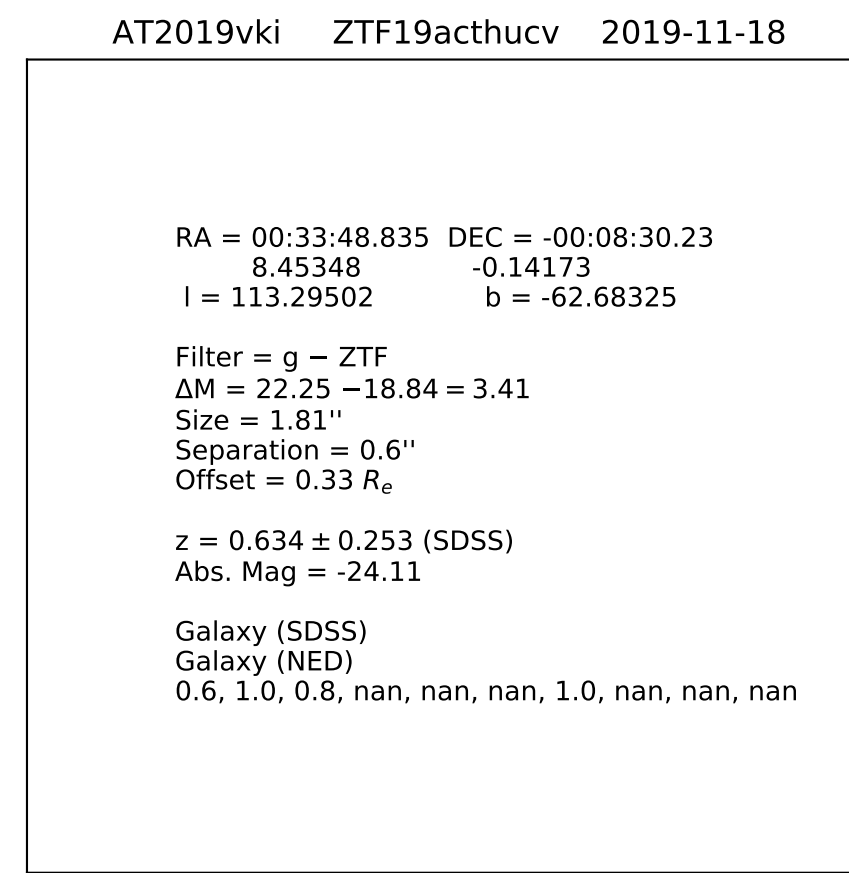 AT2019vki ZTF19acthucv 2019-11-18
RA = 00:33:48.835 DEC = -00:08:30.23
8.45348 -0.14173
l = 113.29502 b = -62.68325
Filter = g − ZTF
ΔM = 22.25 −18.84 = 3.41
Size = 1.81''
Separation = 0.6''
Offset = 0.33 Re
z = 0.634 ± 0.253 (SDSS)
Abs. Mag = -24.11
Galaxy (SDSS)
Galaxy (NED)
0.6, 1.0, 0.8, nan, nan, nan, 1.0, nan, nan, nan